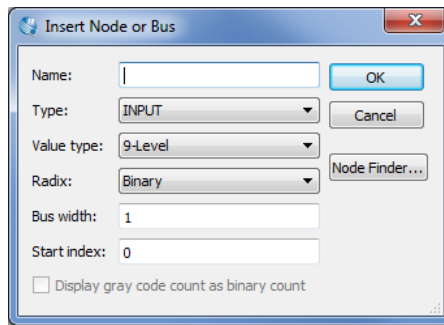 Insert Node or Bus
Name:
OK
Type: INPUT
Cancel
Value type: 9-Level
Node Finder...
Radix: Binary
Bus width: 1
Start index: 0
Display gray code count as binary count